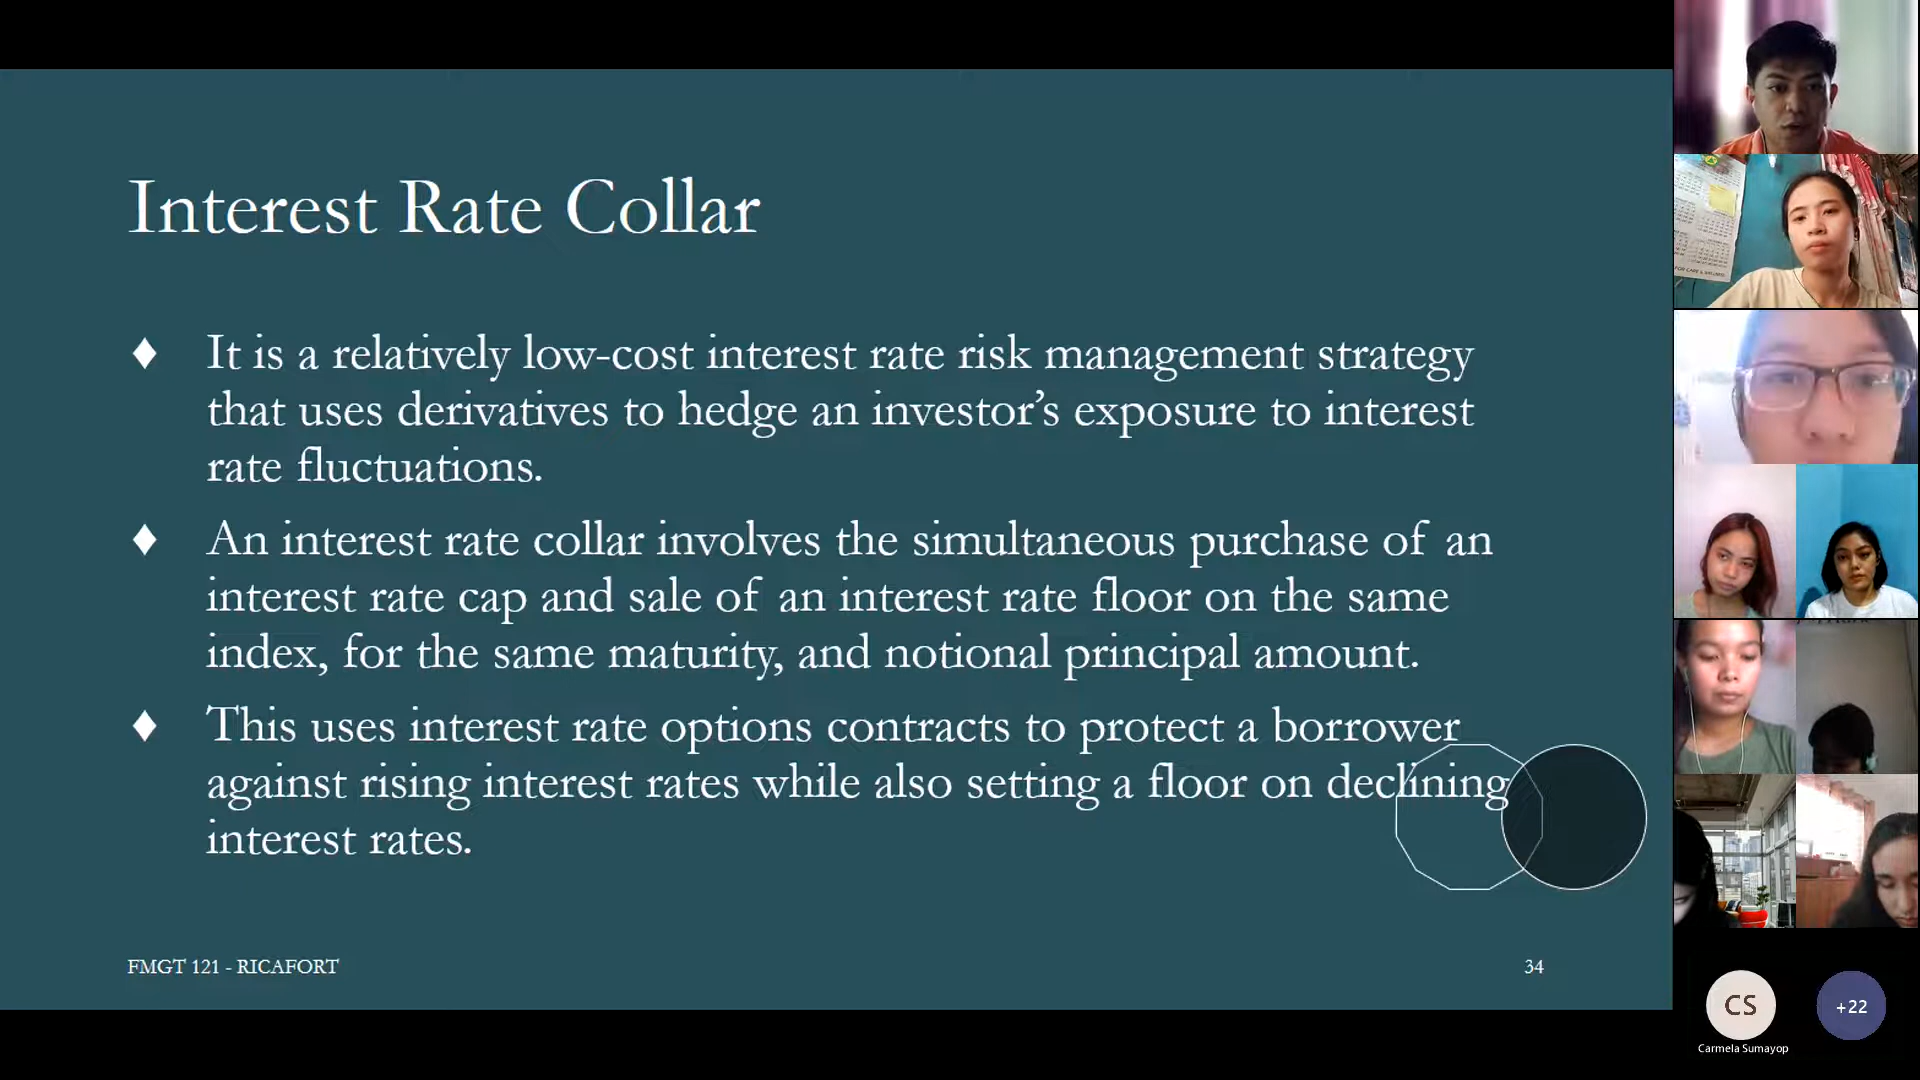 Interest Rate Collar
♦ It is a relatively low-cost interest rate risk management strategy
that uses derivatives to hedge an investor’s exposure to interest
rate fluctuations.
♦ An interest rate collar involves the simultaneous purchase of an
interest rate cap and sale of an interest rate floor on the same
index, for the same maturity, and notional principal amount.
♦ This uses interest rate options contracts to protect a borrower
against rising interest rates while also setting a floor on declining
interest rates.
FMGT 121 - RICAFORT
34
CS
Carmela Sumayop
+22